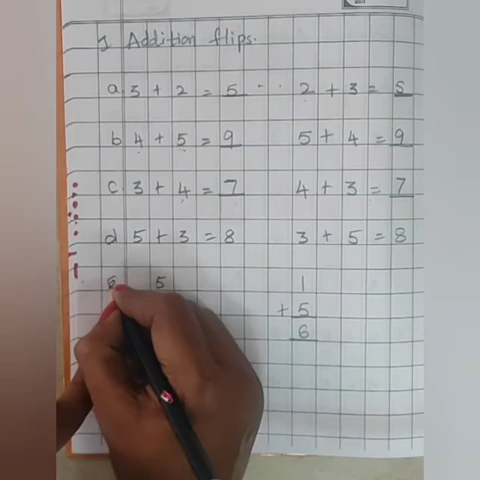 I Addition flips.
a. 3 + 2 = 5 2 + 3 = 5
b 4 + 5 = 9 5 + 4 = 9
c. 3 + 4 = 7 4 + 3 = 7
d 5 + 3 = 8 3 + 5 = 8
5 1
+ 5
6